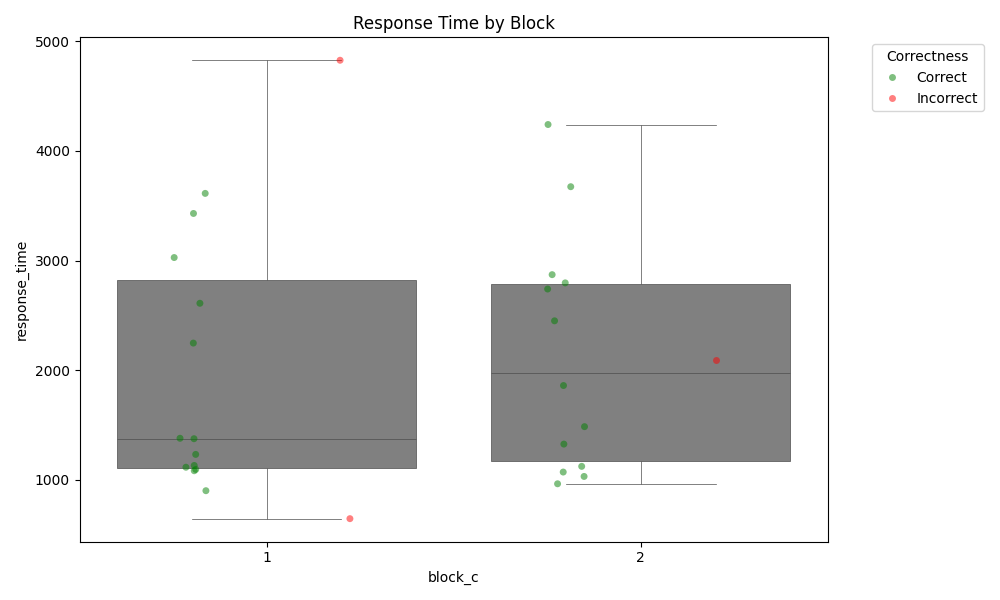 Response Time by Block
5000
4000
3000
2000
1000
response_time
1
2
block_c
Correctness
Correct
Incorrect